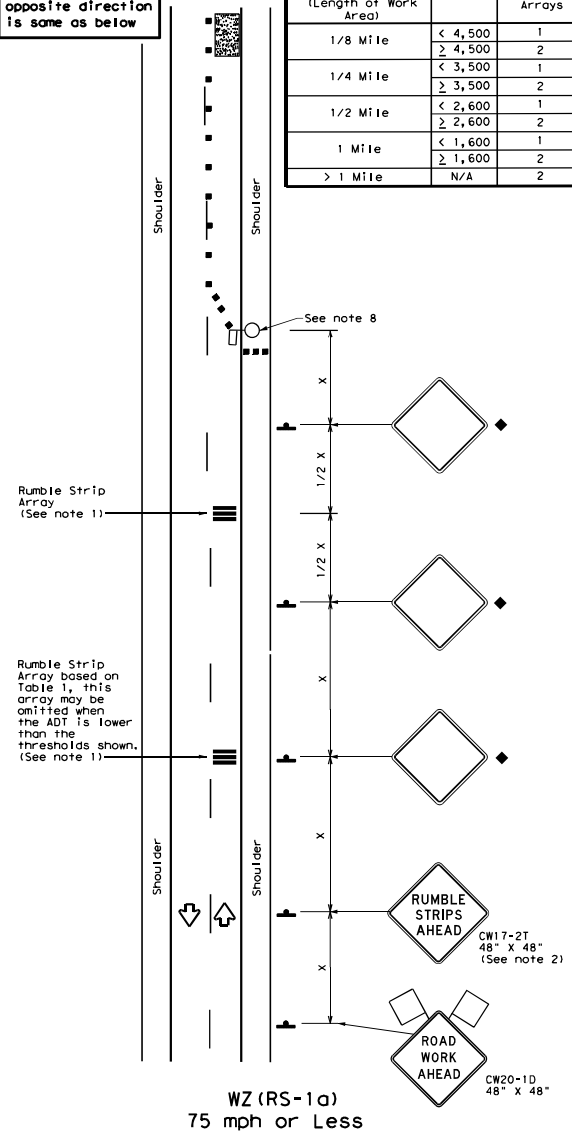 opposite direction
is same as below
(Length of Work
Area)
Arrays
1/8 Mile
< 4,500
1
≥ 4,500
2
1/4 Mile
< 3,500
1
≥ 3,500
2
1/2 Mile
< 2,600
1
≥ 2,600
2
1 Mile
< 1,600
1
≥ 1,600
2
> 1 Mile
N/A
2
Shoulder
Shoulder
See note 8
X
1/2 X
Rumble Strip
Array
(See note 1)
1/2 X
Rumble Strip
Array based on
Table 1, this
array may be
omitted when
the ADT is lower
than the
thresholds shown.
(See note 1)
X
X
Shoulder
Shoulder
RUMBLE
STRIPS
AHEAD
CW17-2T
48" X 48"
(See note 2)
X
ROAD
WORK
AHEAD
CW20-1D
48" X 48"
WZ(RS-1a)
75 mph or Less